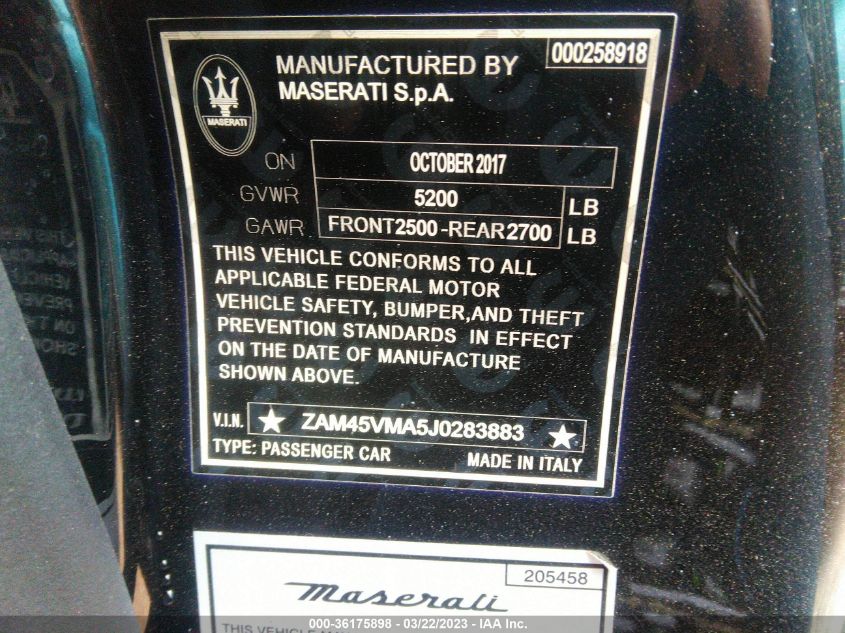 MANUFACTURED BY 000258918
MASERATI S.p.A.
MASERATI
ON OCTOBER 2017
GVWR 5200 LB
GAWR FRONT2500-REAR2700 LB
THIS VEHICLE CONFORMS TO ALL
APPLICABLE FEDERAL MOTOR
VEHICLE SAFETY, BUMPER,AND THEFT
PREVENTION STANDARDS IN EFFECT
ON THE DATE OF MANUFACTURE
SHOWN ABOVE.
V.I.N. ★ ZAM45VMA5J0283883 ★
TYPE: PASSENGER CAR MADE IN ITALY
205458
Maserati
THIS VEHICLE
000-36175898 - 03/22/2023 - IAA Inc.